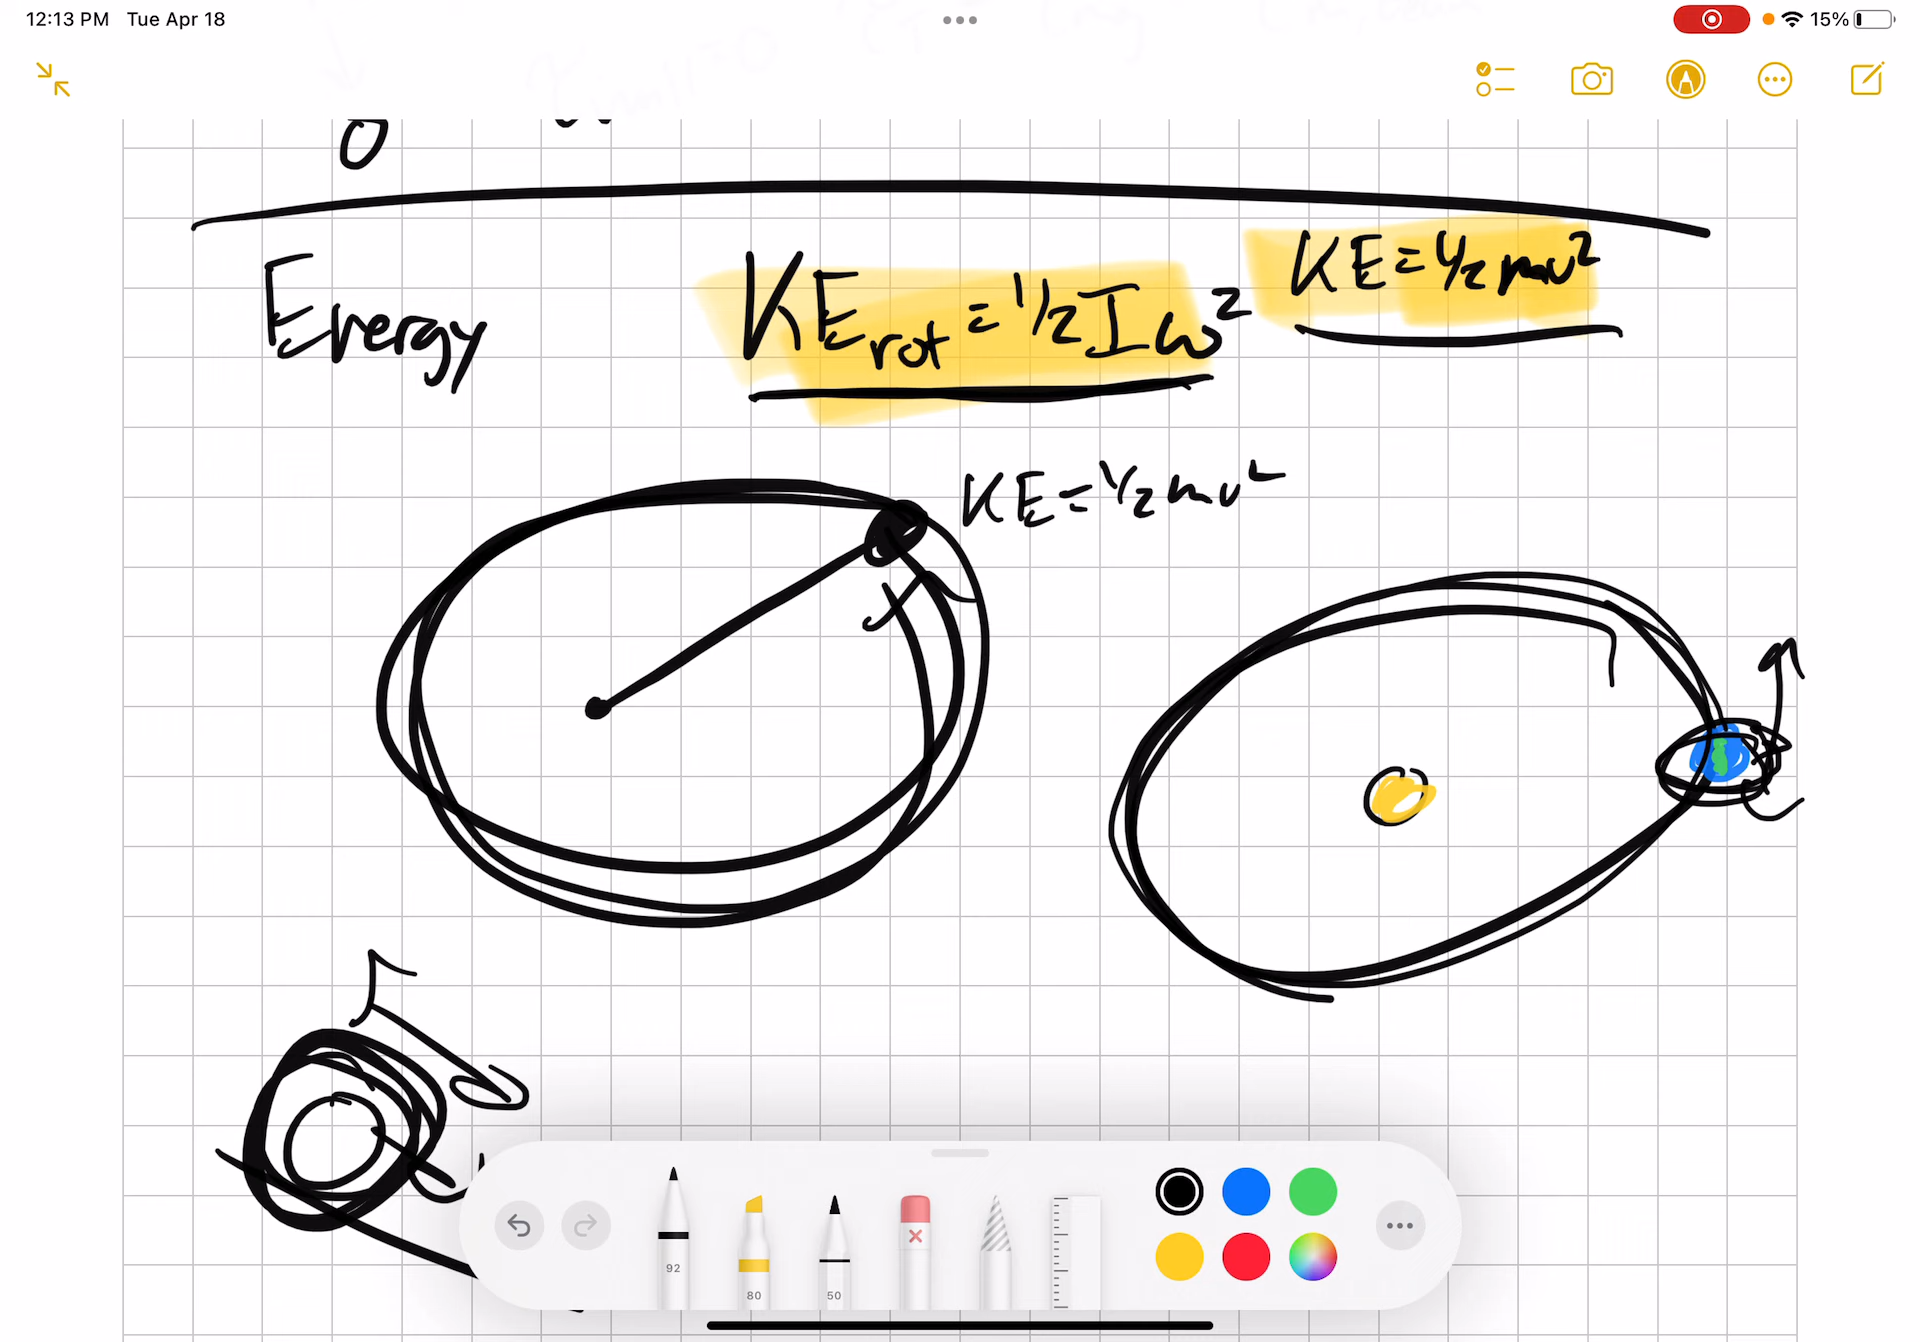 12:13 PM Tue Apr 18
15%
Energy
KE_rot = 1/2 I ω²
KE = 1/2 mv²
KE = 1/2 mv²
92
80
50